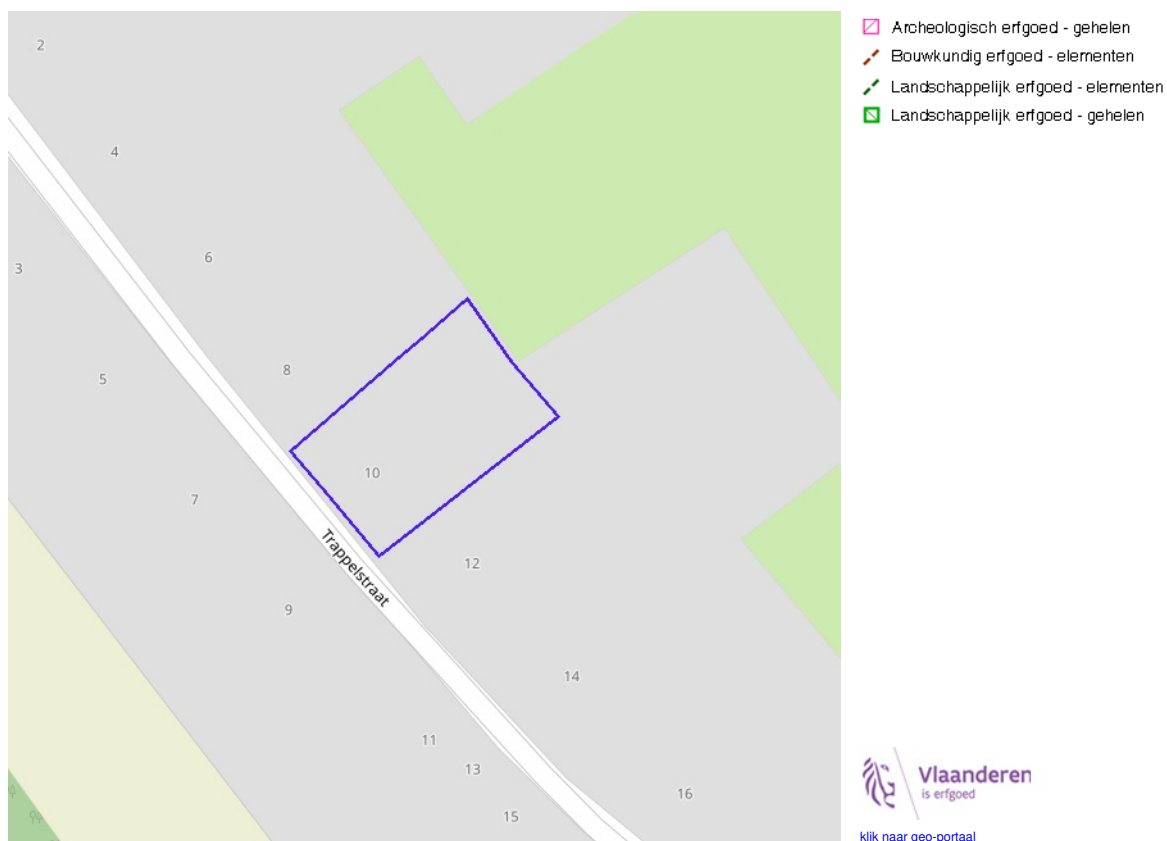 2
4
6
3
8
5
10
7
Trappelstraat
12
9
14
11
13
16
15
Archeologisch erfgoed - gehelen
Bouwkundig erfgoed - elementen
Landschappelijk erfgoed - elementen
Landschappelijk erfgoed - gehelen
Vlaanderen
is erfgoed
klik naar geo-portaal